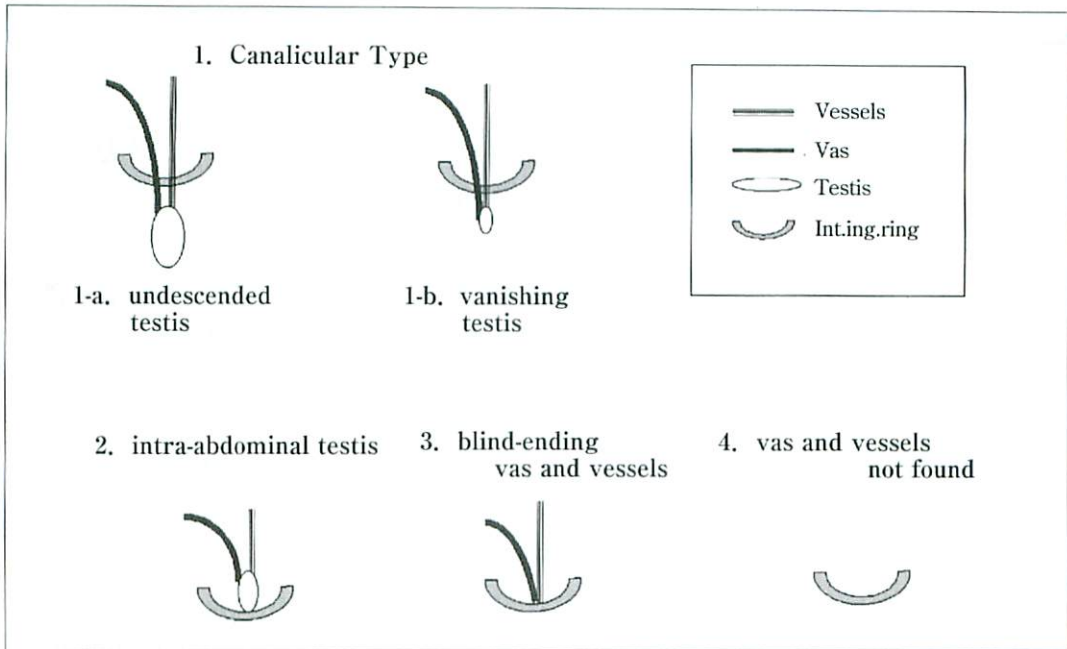 1. Canalicular Type
Vessels
Vas
Testis
Int.ing.ring
1-a. undescended
testis
1-b. vanishing
testis
2. intra-abdominal testis
3. blind-ending
vas and vessels
4. vas and vessels
not found